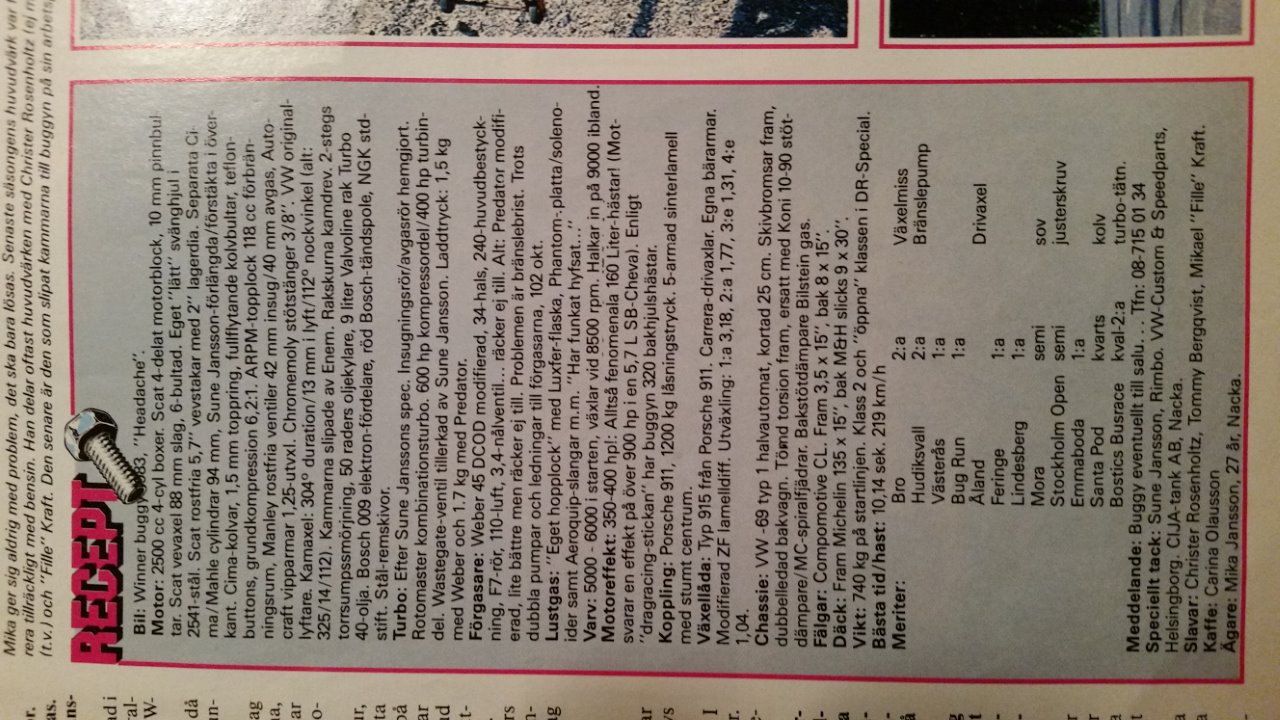 Mika ger sig aldrig med problem, det ska bara lösas. Senaste säsongens huvudvärk var
rera tillräckligt med bensin. Han delar oftast huvudvärken med Christer Rosenholtz (ej
(t.v.) och "Fille" Kraft. Den senare är den som slipat kammarna till buggyn på sin
RECEPT
Bil: Winner buggy "Headache".
Motor: 2500 cc 4-cyl boxer. Scat 4-delat motorblock, 10 mm pinnbul-
tar. Scat vevaxel 88 mm slag, 6-bultad. Eget "lätt" svänghjul i
2541-stål. Scat rostfria 5,7" vevstakar med 2" lagerdia. Separata Ci-
ma/Mahle cylindrar 94 mm, Sune Jansson-förlängda/förstäkta i över-
kant. Cima-kolvar, 1,5 mm toppring, fullflytande kolvbultar, teflon-
buttons, grundkompression 6,2:1. ARPM-topplock 118 cc förbrän-
ningsrum, Manley rostfria ventiler 42 mm insug/40 mm avgas, Auto-
craft vipparmar 1,25-utvxl. Chromemoly stötstänger 3/8". VW original-
lyftare. Kamaxel: 304° duration/13 mm i lyft/112° nockvinkel (alt:
325/14/112). Kammarna slipade av Enem. Rakskurna kamdrev. 2-stegs
torrsumpssmörjning, 50 raders oljekylare, 9 liter Valvoline rak Turbo
40-olja. Bosch 009 elektron-fördelare, röd Bosch-tändspole, NGK std-
stift. Stål-remskivor.
Turbo: Efter Sune Janssons spec. Insugningsrör/avgasrör hemgjort.
Rotomaster kombinationsturbo. 600 hp kompressordel/400 hp turbin-
del. Wastegate-ventil tillverkad av Sune Jansson. Laddtryck: 1,5 kg
med Weber och 1.7 kg med Predator.
Förgasare: Weber 45 DCOD modifierad, 34-hals, 240-huvudbestyck-
ning, F7-rör, 110-luft, 3,4-nålventil... räcker ej till. Alt: Predator modifi-
erad, lite bättre men räcker ej till. Problemen är bränslebrist. Trots
dubbla pumpar och ledningar till förgasarna, 102 okt.
Lustgas: "Eget hopplock" med Luxfer-flaska, Phantom-platta/soleno-
ider samt Aeroquip-slangar m.m. "Har funkat hyfsat..."
Varv: 5000 - 6000 i starten, växlar vid 8500 rpm. Halkar in på 9000 ibland.
Motoreffekt: 350-400 hpl: Alltså fenomenala 160 Liter-hästar! (Mot-
svarar en effekt på över 900 hp i en 5,7 L SB-Cheva). Enligt
"dragracing-stickan" har buggyn 320 bakhjulshästar.
Koppling: Porsche 911, 1200 kg låsningstryck. 5-armad sinterlamell
med stumt centrum.
Växellåda: Typ 915 från Porsche 911. Carrera-drivaxlar. Egna bärarmar.
Modifierad ZF lamelldiff. Utväxling: 1:a 3,18, 2:a 1,77, 3:e 1,31, 4:e
1,04.
Chassie: VW -69 typ 1 halvautomat, kortad 25 cm. Skivbromsar fram,
dubbelledad bakvagn. Tönd torsion fram, ersatt med Koni 10-90 stöt-
dämpare/MC-spiralfjädrar. Bakstötdämpare Bilstein gas.
Fälgar: Compomotive CL. Fram 3,5 x 15", bak 8 x 15".
Däck: Fram Michelin 135 x 15", bak M&H slicks 9 x 30".
Vikt: 740 kg på startlinjen. Klass 2 och "öppna" klassen i DR-Special.
Bästa tid/hast: 10,14 sek. 219 km/h
Meriter: Bro 2:a Växelmiss
Hudiksvall 2:a Bränslepump
Västerås 1:a
Bug Run 1:a
Åland Drivaxel
Feringe 1:a
Lindesberg 1:a
Mora semi sov
Stockholm Open semi justerskruv
Emmaboda 1:a
Santa Pod kvarts kolv
Bostics Busrace kval-2:a turbo-tätn.
Meddelande: Buggy eventuellt till salu... Tfn: 08-715 01 34
Speciellt tack: Sune Jansson, Rimbo. VW-Custom & Speedparts,
Helsingborg. CIJA-tank AB, Nacka.
Slavar: Christer Rosenholtz, Tommy Bergqvist, Mikael "Fille" Kraft.
Kaffe: Carina Olausson
Ägare: Mika Jansson, 27 år, Nacka.